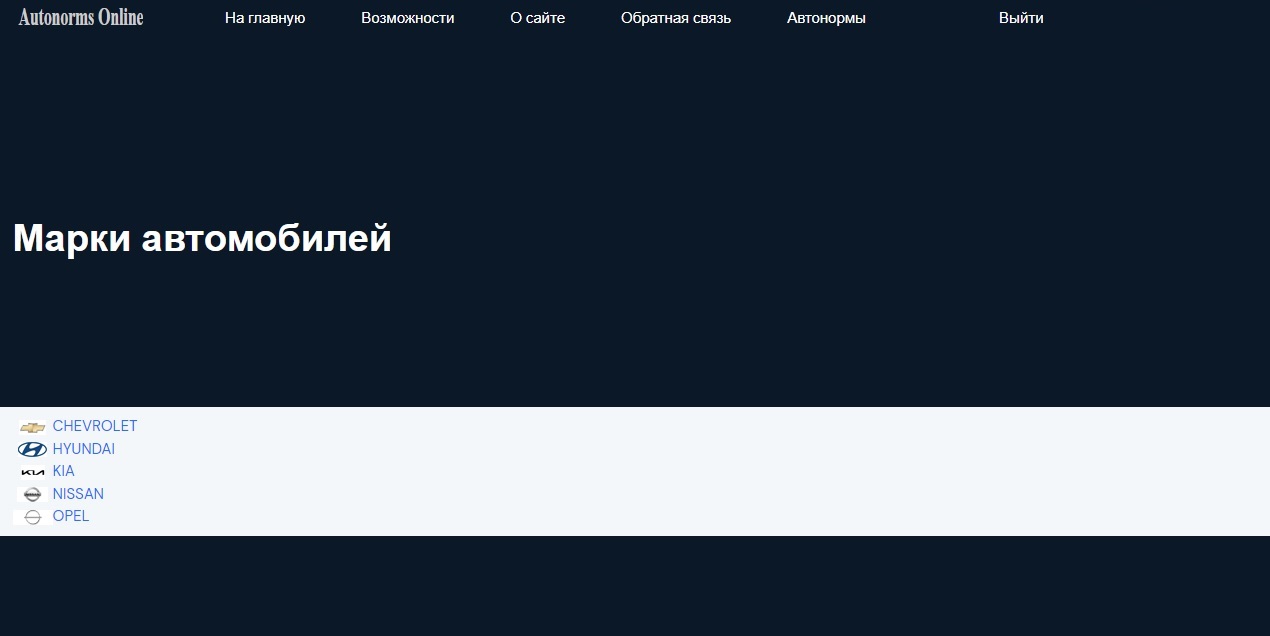 Autonorms Online На главную Возможности О сайте Обратная связь Автонормы Выйти
Марки автомобилей
CHEVROLET
HYUNDAI
KIA
NISSAN
OPEL